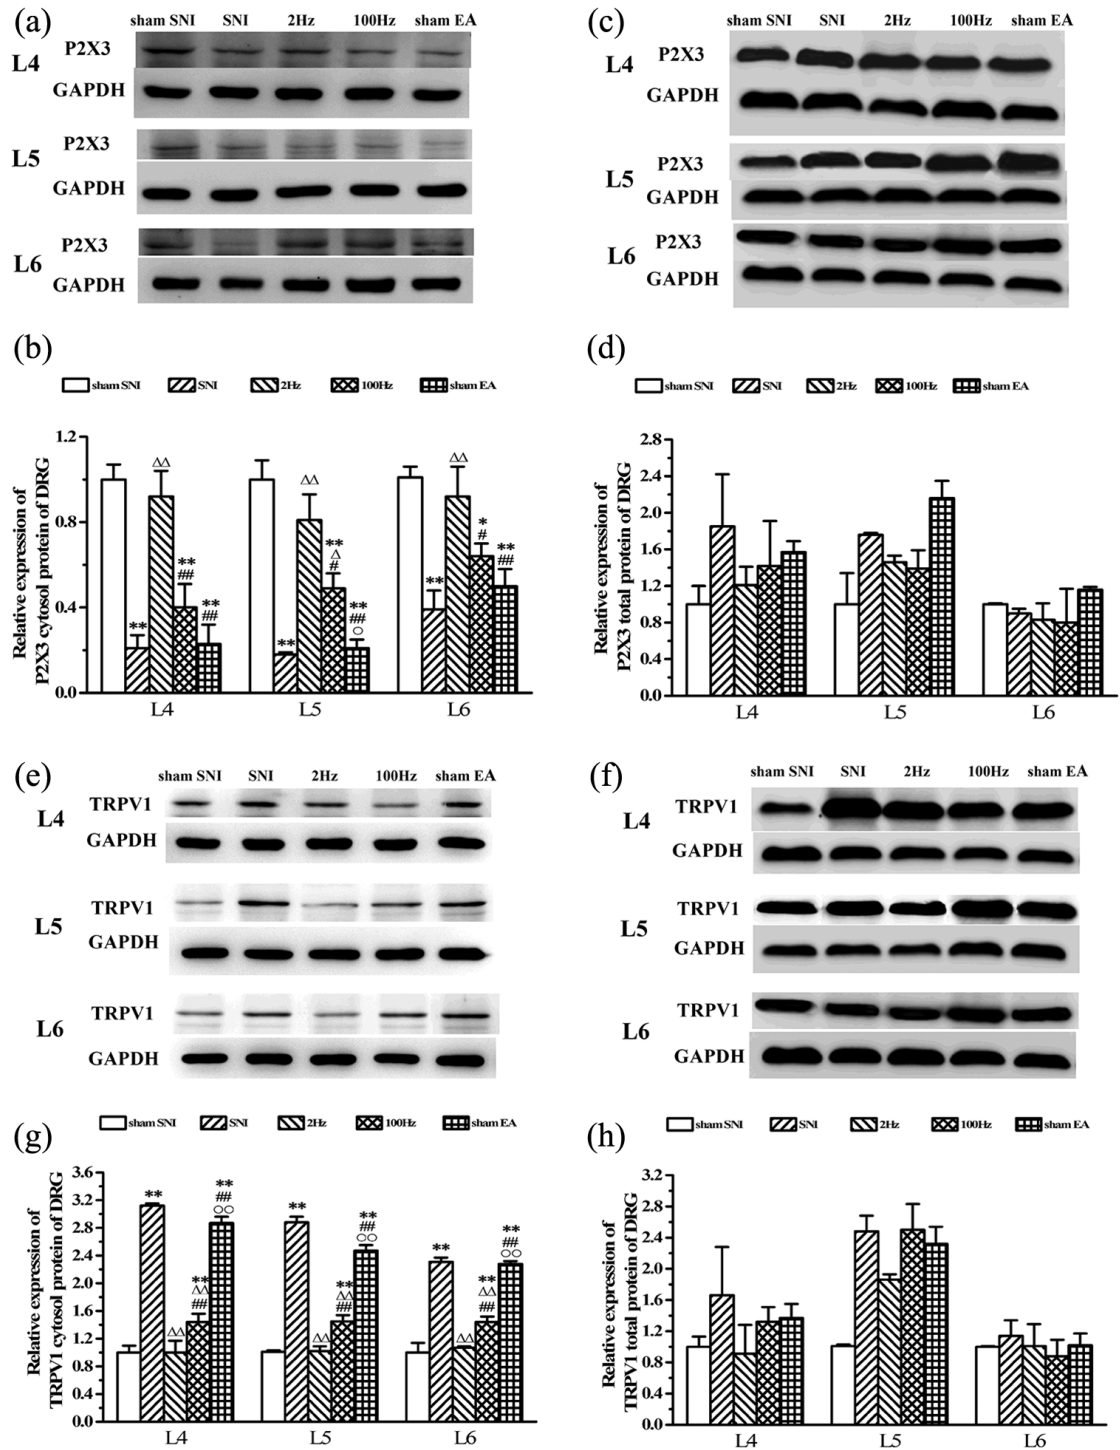 (a) sham SNI SNI 2Hz 100Hz sham EA
L4 P2X3
GAPDH
L5 P2X3
GAPDH
L6 P2X3
GAPDH
(c) sham SNI SNI 2Hz 100Hz sham EA
L4 P2X3
GAPDH
L5 P2X3
GAPDH
L6 P2X3
GAPDH
(b)
sham SNI SNI 2Hz 100Hz sham EA
Relative expression of
P2X3 cytosol protein of DRG
1.2
0.8
0.4
0.0
** ΔΔ ** ## ** ##
** ΔΔ ** Δ # ** ## ○
** ΔΔ * # ** ##
L4 L5 L6
(d)
sham SNI SNI 2Hz 100Hz sham EA
Relative expression of
P2X3 total protein of DRG
2.8
2.4
2.0
1.6
1.2
0.8
0.4
0.0
L4 L5 L6
(e) sham SNI SNI 2Hz 100Hz sham EA
L4 TRPV1
GAPDH
L5 TRPV1
GAPDH
L6 TRPV1
GAPDH
(f) sham SNI SNI 2Hz 100Hz sham EA
L4 TRPV1
GAPDH
L5 TRPV1
GAPDH
L6 TRPV1
GAPDH
(g)
sham SNI SNI 2Hz 100Hz sham EA
Relative expression of
TRPV1 cytosol protein of DRG
3.6
3.2
2.8
2.4
2.0
1.6
1.2
0.8
0.4
0.0
** ΔΔ ** ΔΔ ## ** ## ○○
** ΔΔ ** ΔΔ ## ** ## ○○
** ΔΔ ** ΔΔ ## ** ## ○○
L4 L5 L6
(h)
sham SNI SNI 2Hz 100Hz sham EA
Relative expression of
TRPV1 total protein of DRG
3.2
2.8
2.4
2.0
1.6
1.2
0.8
0.4
0.0
L4 L5 L6